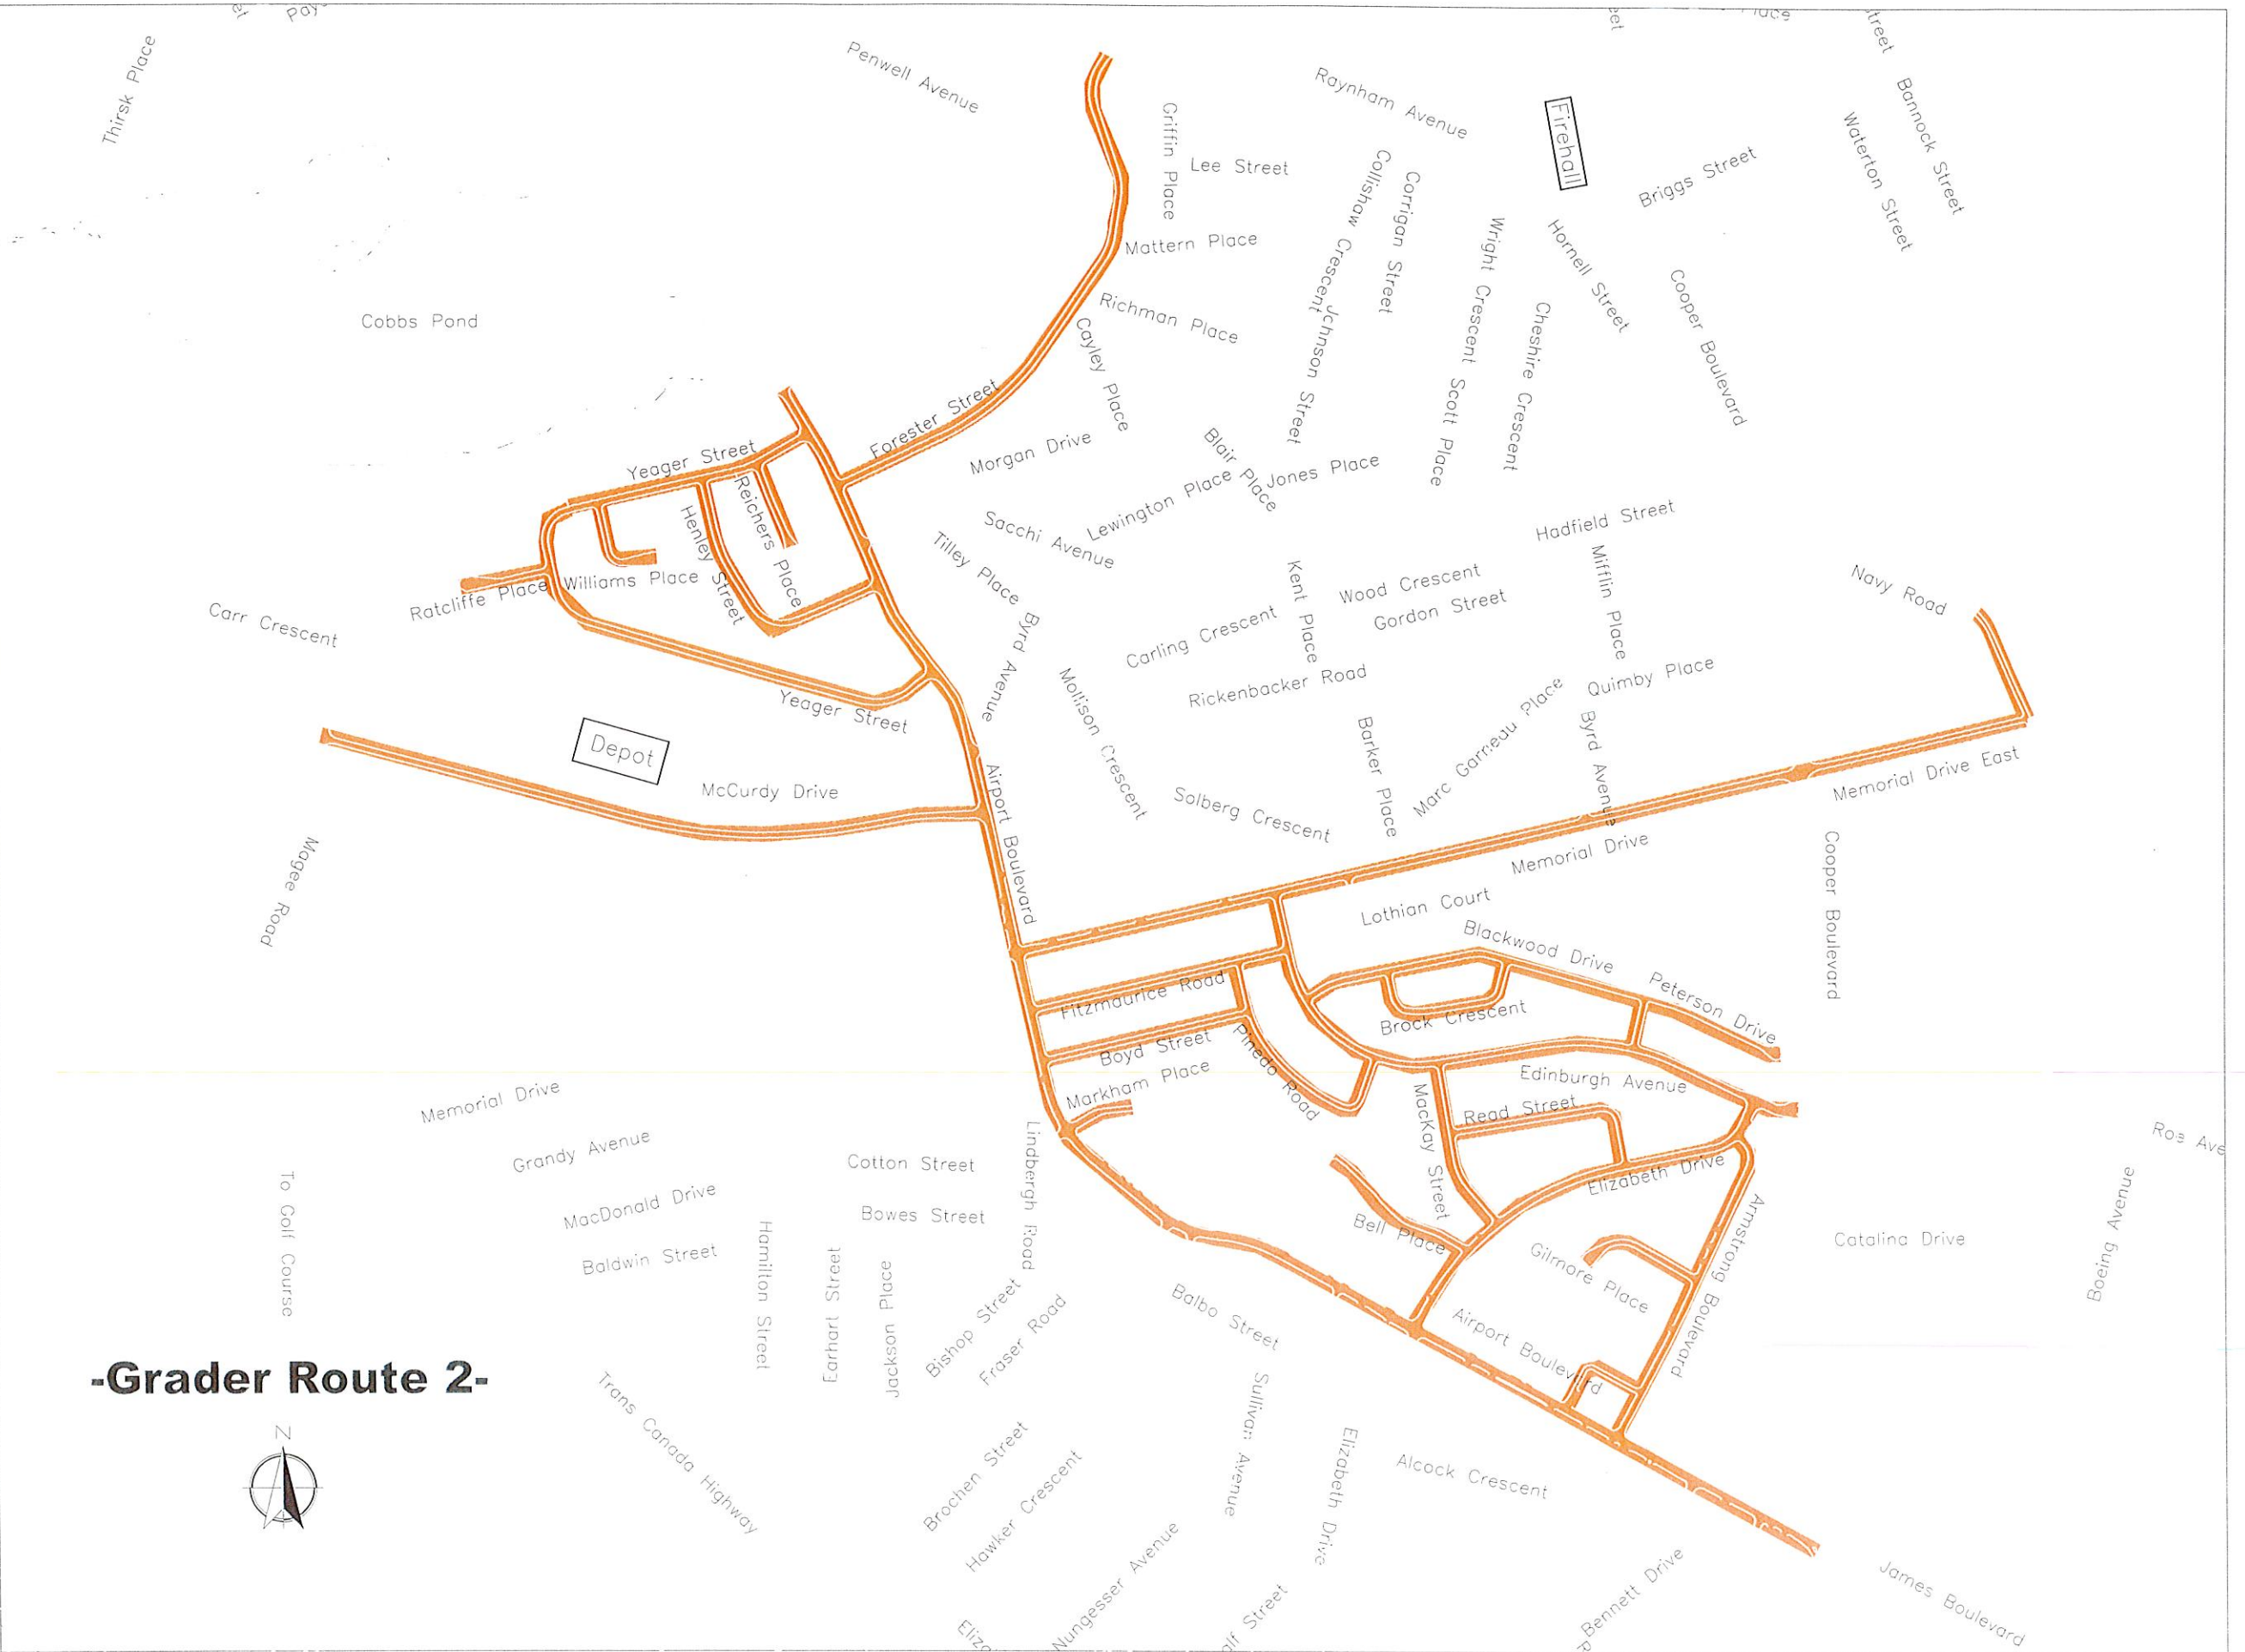 Thirsk Place
Penwell Avenue
Griffin Place
Lee Street
Raynham Avenue
Firehall
Briggs Street
Bannock Street
Waterton Street
Collishaw Crescent
Corrigan Street
Mattern Place
Wright Crescent
Hornell Street
Cooper Boulevard
Cobbs Pond
Richman Place
Cayley Place
Johnson Street
Cheshire Crescent
Scott Place
Forester Street
Morgan Drive
Blair Place
Jones Place
Lewington Place
Yeager Street
Reichers Place
Henley Street
Sacchi Avenue
Tilley Place
Hadfield Street
Mifflin Place
Kent Place
Wood Crescent
Gordon Street
Navy Road
Williams Place
Ratcliffe Place
Carr Crescent
Byrd Avenue
Carling Crescent
Rickenbacker Road
Quimby Place
Mollison Crescent
Marc Garneau Place
Yeager Street
Barker Place
Byrd Avenue
Depot
McCurdy Drive
Airport Boulevard
Solberg Crescent
Memorial Drive East
Memorial Drive
Magee Road
Lothian Court
Cooper Boulevard
Blackwood Drive
Peterson Drive
Fitzmaurice Road
Brock Crescent
Boyd Street
Pinedo Road
Markham Place
Edinburgh Avenue
MacKay Street
Read Street
Memorial Drive
Grandy Avenue
Cotton Street
Lindbergh Road
Elizabeth Drive
To Golf Course
MacDonald Drive
Bowes Street
Bell Place
Armstrong Boulevard
Catalina Drive
Boeing Avenue
Roe Ave
Baldwin Street
Hamilton Street
Earhart Street
Jackson Place
Bishop Street
Fraser Road
Balbo Street
Gilmore Place
Airport Boulevard
-Grader Route 2-
N
Trans Canada Highway
Sullivan Avenue
Elizabeth Drive
Alcock Crescent
Brochen Street
Hawker Crescent
Nungesser Avenue
Street
Bennett Drive
James Boulevard